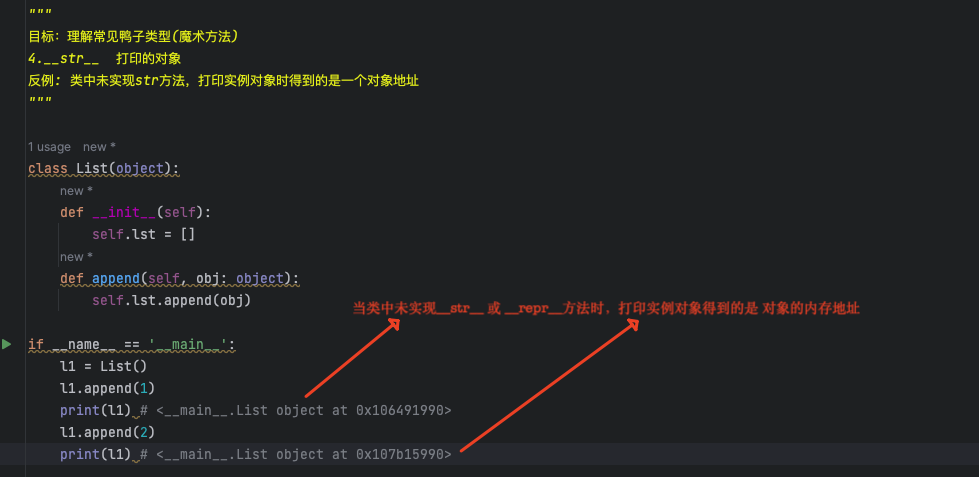 """
目标：理解常见鸭子类型(魔术方法)
4.__str__  打印的对象
反例: 类中未实现str方法，打印实例对象时得到的是一个对象地址
"""
1 usage   new *
class List(object):
new *
def __init__(self):
self.lst = []
new *
def append(self, obj: object):
self.lst.append(obj)
当类中未实现__str__ 或 __repr__方法时，打印实例对象得到的是 对象的内存地址
if __name__ == '__main__':
l1 = List()
l1.append(1)
print(l1) # <__main__.List object at 0x106491990>
l1.append(2)
print(l1) # <__main__.List object at 0x107b15990>